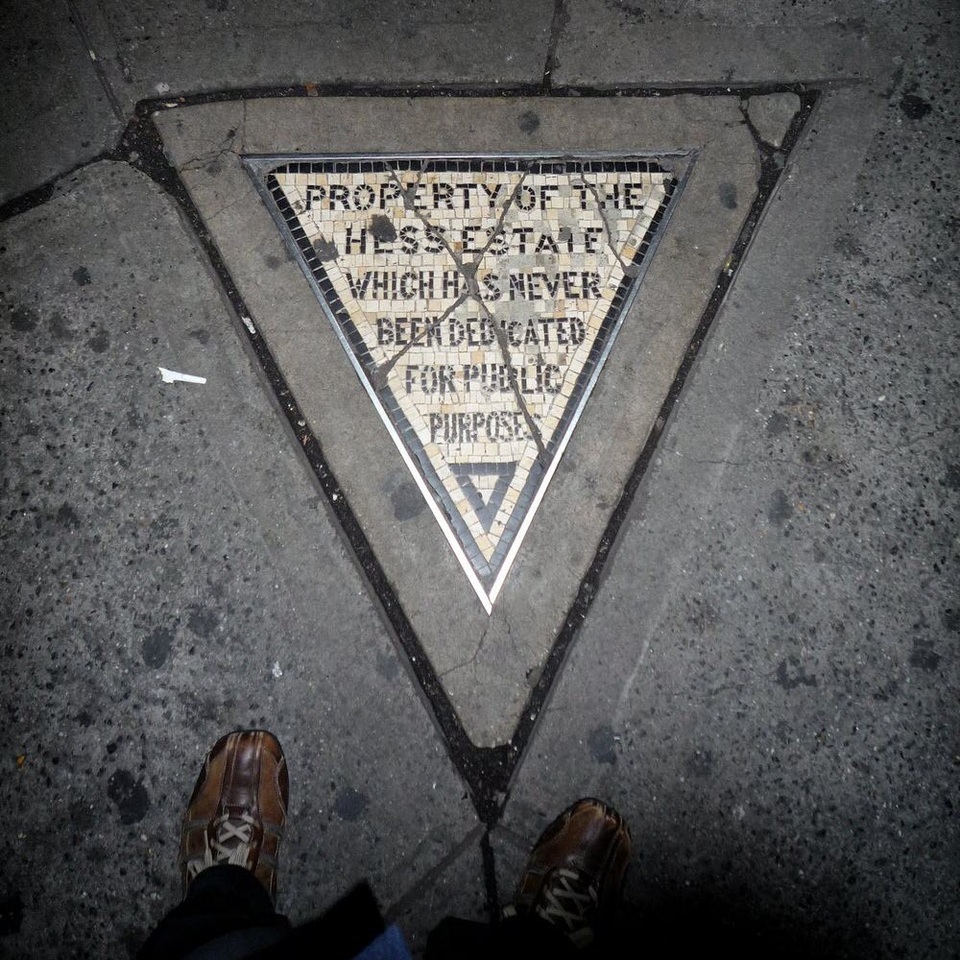 PROPERTY OF THE
HESS ESTATE
WHICH HAS NEVER
BEEN DEDICATED
FOR PUBLIC
PURPOSES